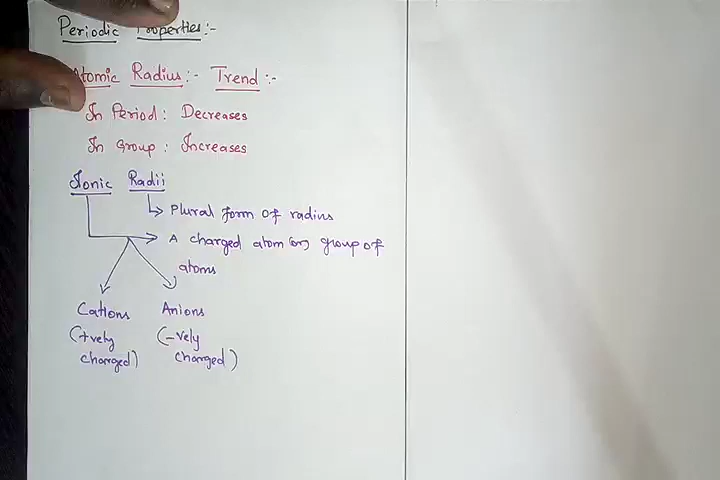 Periodic Properties:-
Atomic Radius:- Trend :-
In Period : Decreases
In Group : Increases
Ionic Radii
Plural form of radius
A charged atom (or) group of
atoms
Cations Anions
(+vely (-vely
charged) charged)